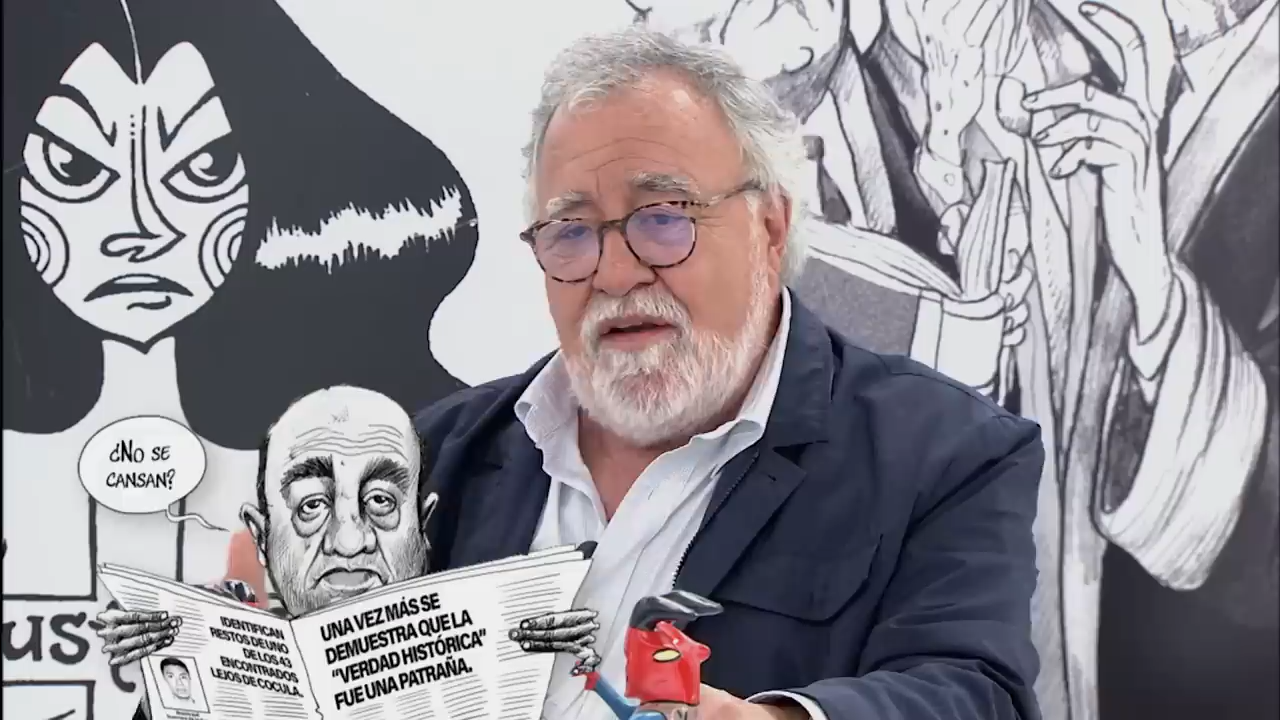 ¿NO SE
CANSAN?
IDENTIFICAN
RESTOS DE UNO
DE LOS 43
ENCONTRADOS
LEJOS DE COCULA.
UNA VEZ MÁS SE
DEMUESTRA QUE LA
"VERDAD HISTÓRICA"
FUE UNA PATRAÑA.